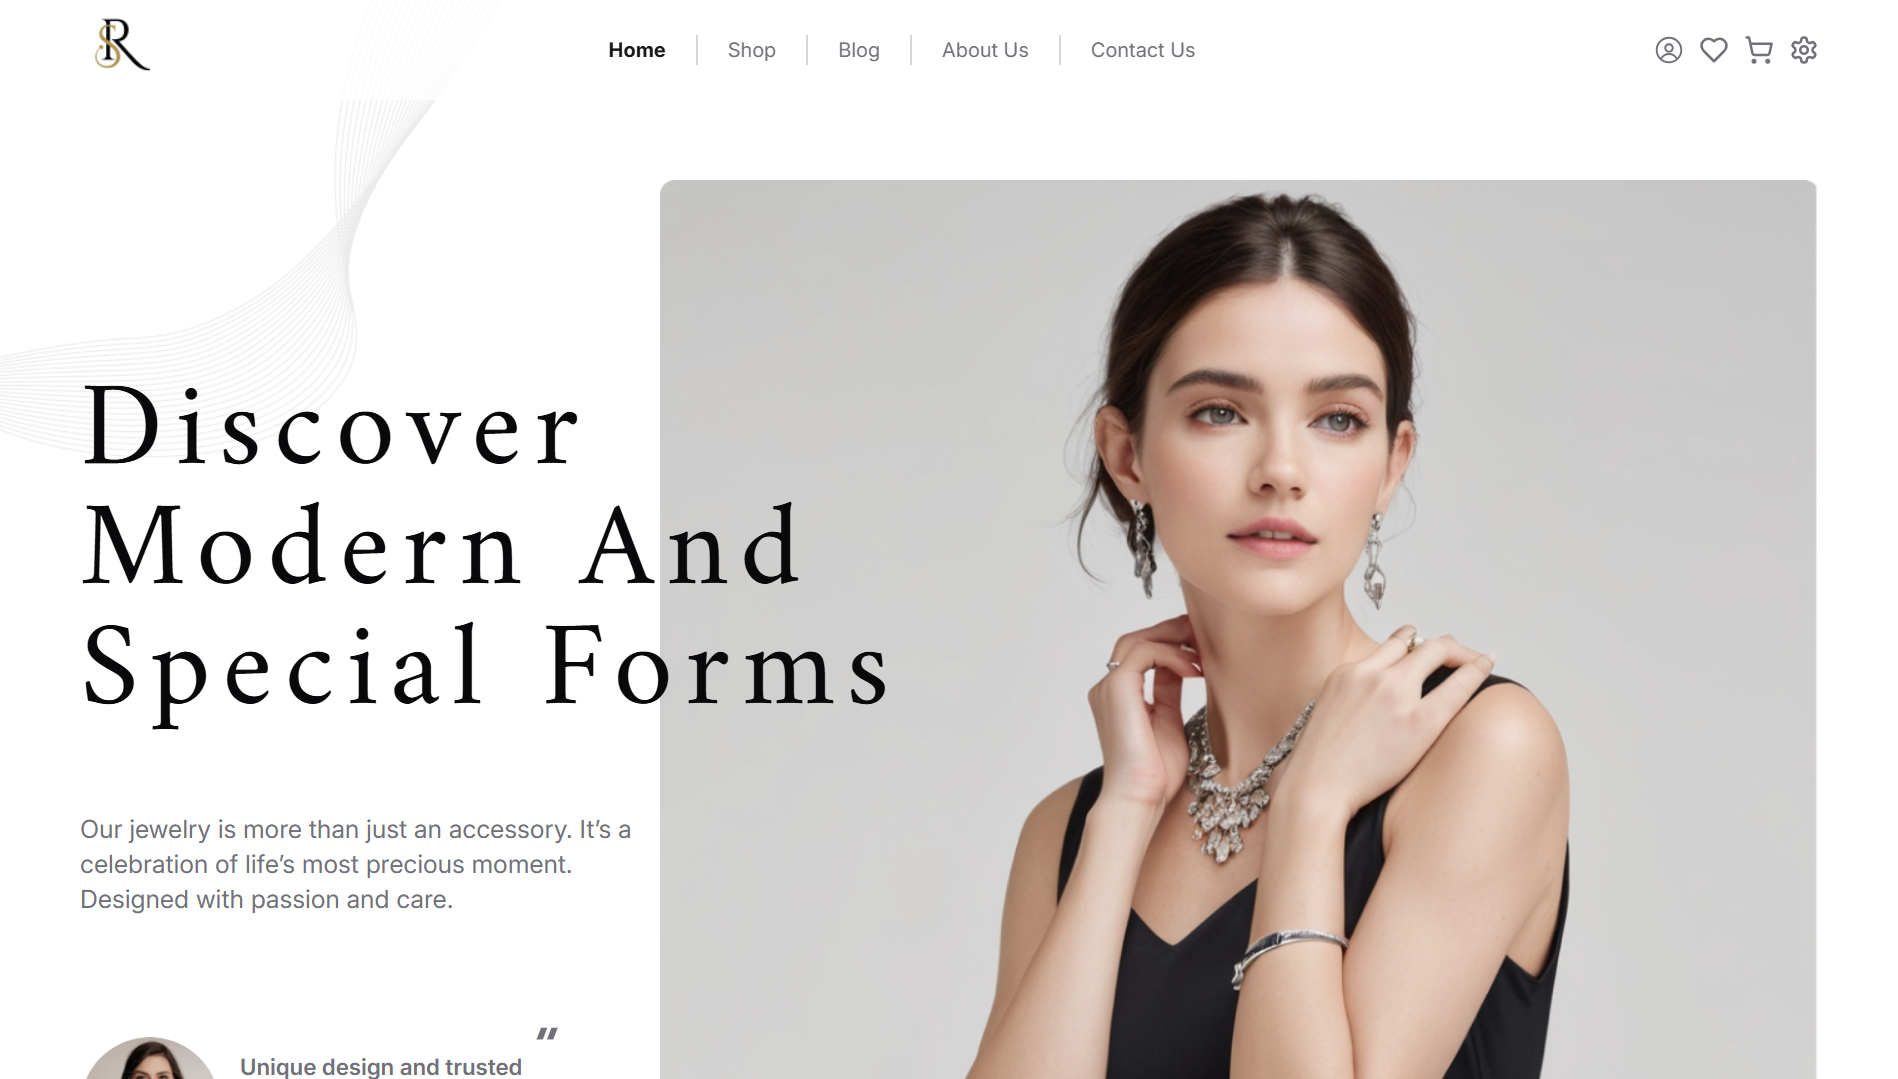 SR
Home
Shop
Blog
About Us
Contact Us
Discover
Modern And
Special Forms
Our jewelry is more than just an accessory. It’s a
celebration of life’s most precious moment.
Designed with passion and care.
"
Unique design and trusted